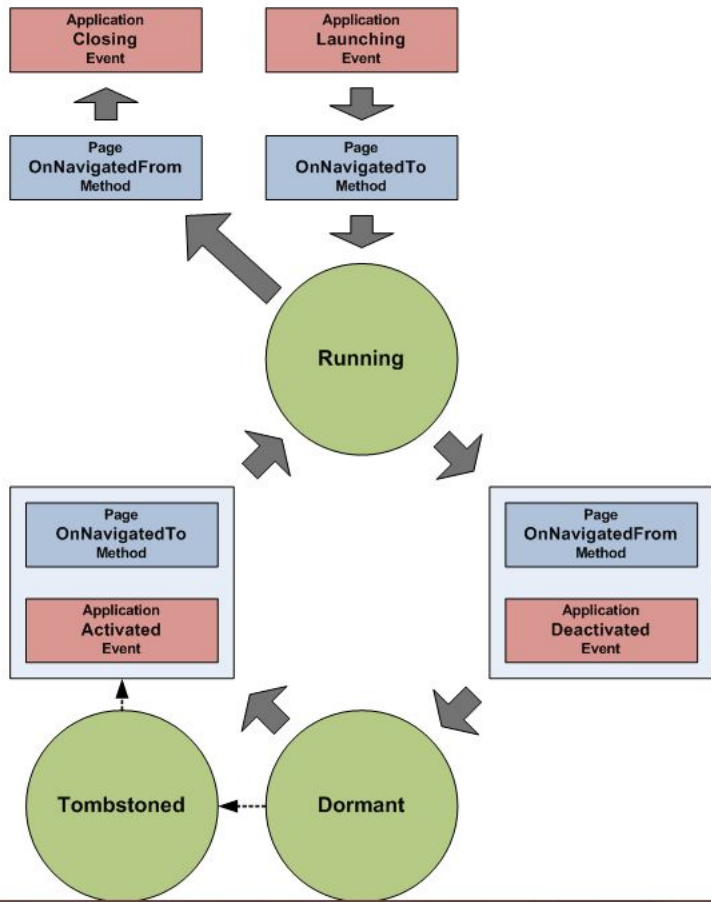 Application
Closing
Event
Application
Launching
Event
Page
OnNavigatedFrom
Method
Page
OnNavigatedTo
Method
Running
Page
OnNavigatedTo
Method
Application
Activated
Event
Page
OnNavigatedFrom
Method
Application
Deactivated
Event
Tombstoned
Dormant